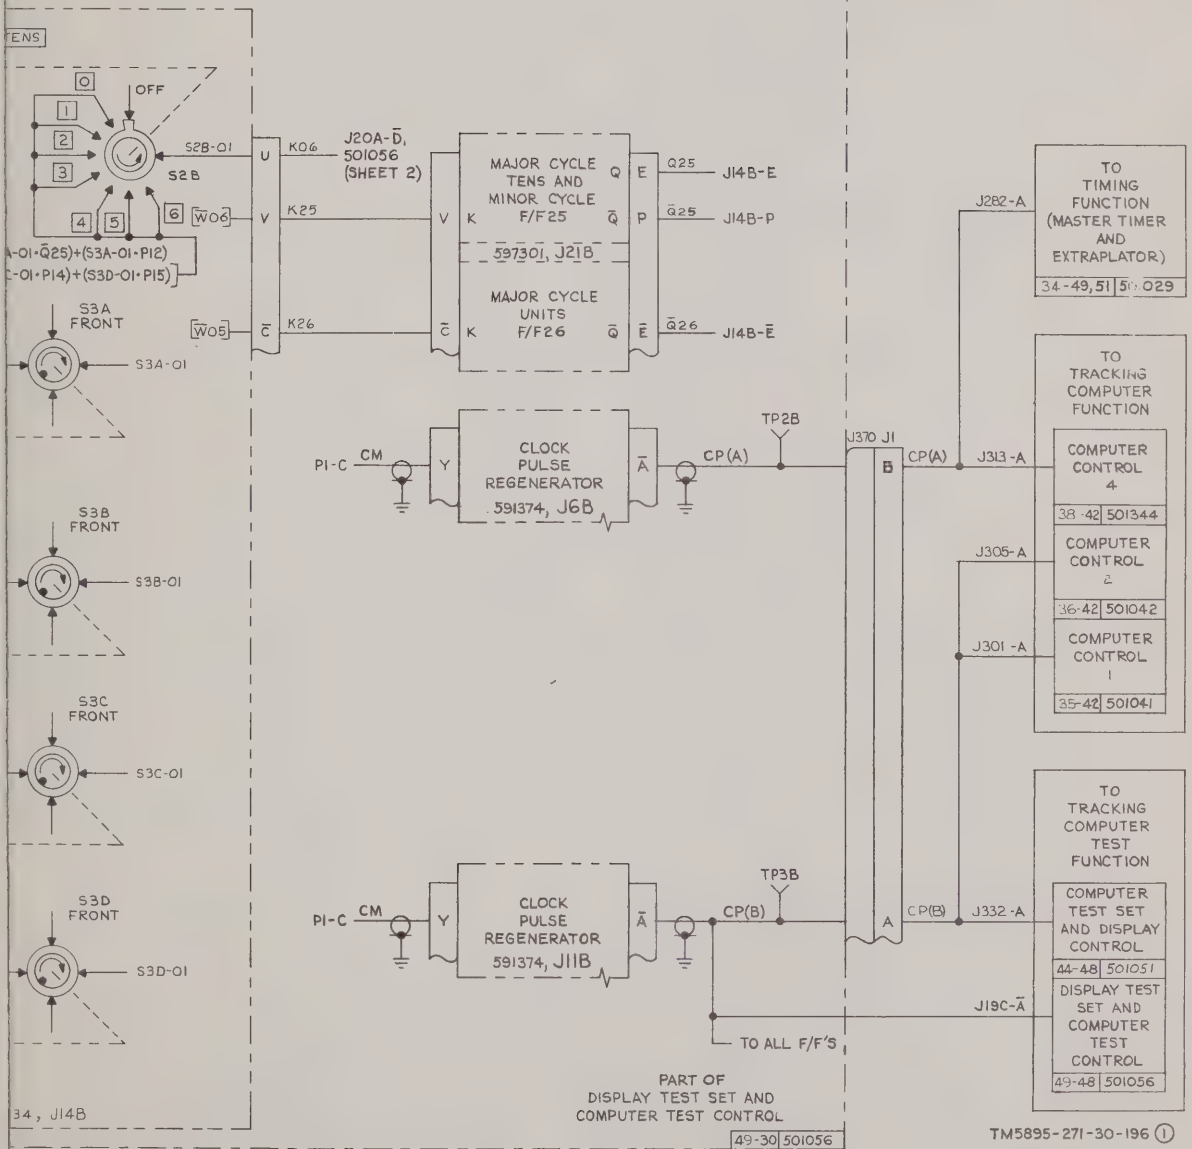 TENS
0
OFF
1
2
3
4
5
6
S2B-01
S2B
U
K06
J20A-D̅,
501056
(SHEET 2)
[W̅06]
V
K25
A-01·Q̅25)+(S3A-01·P12)
C-01·P14)+(S3D-01·P15)
[W̅05]
C̅
K26
V
K
C̅
K
MAJOR CYCLE
TENS AND
MINOR CYCLE
F/F25
597301, J21B
MAJOR CYCLE
UNITS
F/F26
Q
E
Q25
J14B-E
Q̅
P
Q̅25
J14B-P
Q̅
E̅
Q̅26
J14B-E̅
S3A
FRONT
S3A-01
S3B
FRONT
S3B-01
S3C
FRONT
S3C-01
S3D
FRONT
S3D-01
34, J14B
P1-C
CM
Y
CLOCK
PULSE
REGENERATOR
591374, J6B
A̅
CP(A)
TP2B
J370 J1
B
CP(A)
P1-C
CM
Y
CLOCK
PULSE
REGENERATOR
591374, J11B
A̅
CP(B)
TP3B
A
CP(B)
TO ALL F/F'S
PART OF
DISPLAY TEST SET AND
COMPUTER TEST CONTROL
49-30 501056
J282-A
TO
TIMING
FUNCTION
(MASTER TIMER
AND
EXTRAPLATOR)
34-49,51
TO
TRACKING
COMPUTER
FUNCTION
J313-A
COMPUTER
CONTROL
4
38-42 501344
J305-A
COMPUTER
CONTROL
2
36-42 501042
J301-A
COMPUTER
CONTROL
1
35-42 501041
TO
TRACKING
COMPUTER
TEST
FUNCTION
J332-A
COMPUTER
TEST SET
AND DISPLAY
CONTROL
44-48 501051
J19C-A̅
DISPLAY TEST
SET AND
COMPUTER
TEST
CONTROL
49-48 501056
TM5895-271-30-196 ①